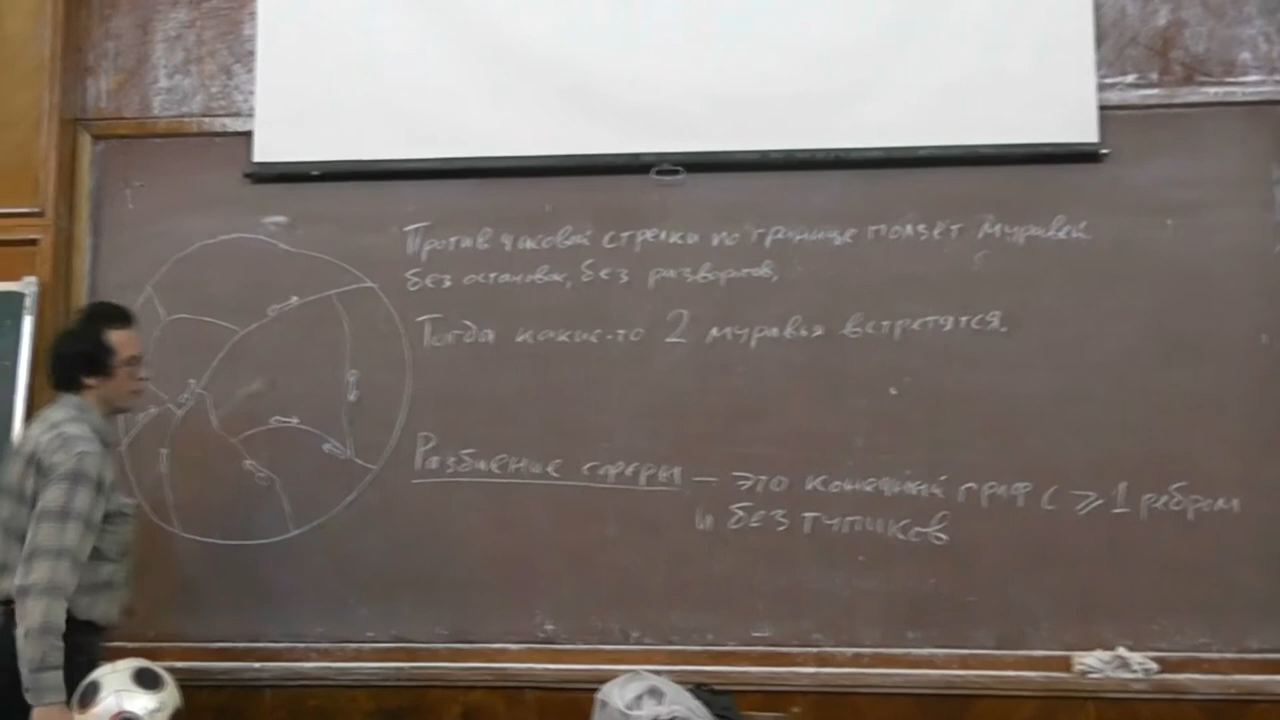 Против часовой стрелки по границе ползёт муравей
без остановок, без разворотов,
Тогда какие-то 2 муравья встретятся.
Разбиение сферы — это конечный граф с ⩾ 1 ребром
и без тупиков